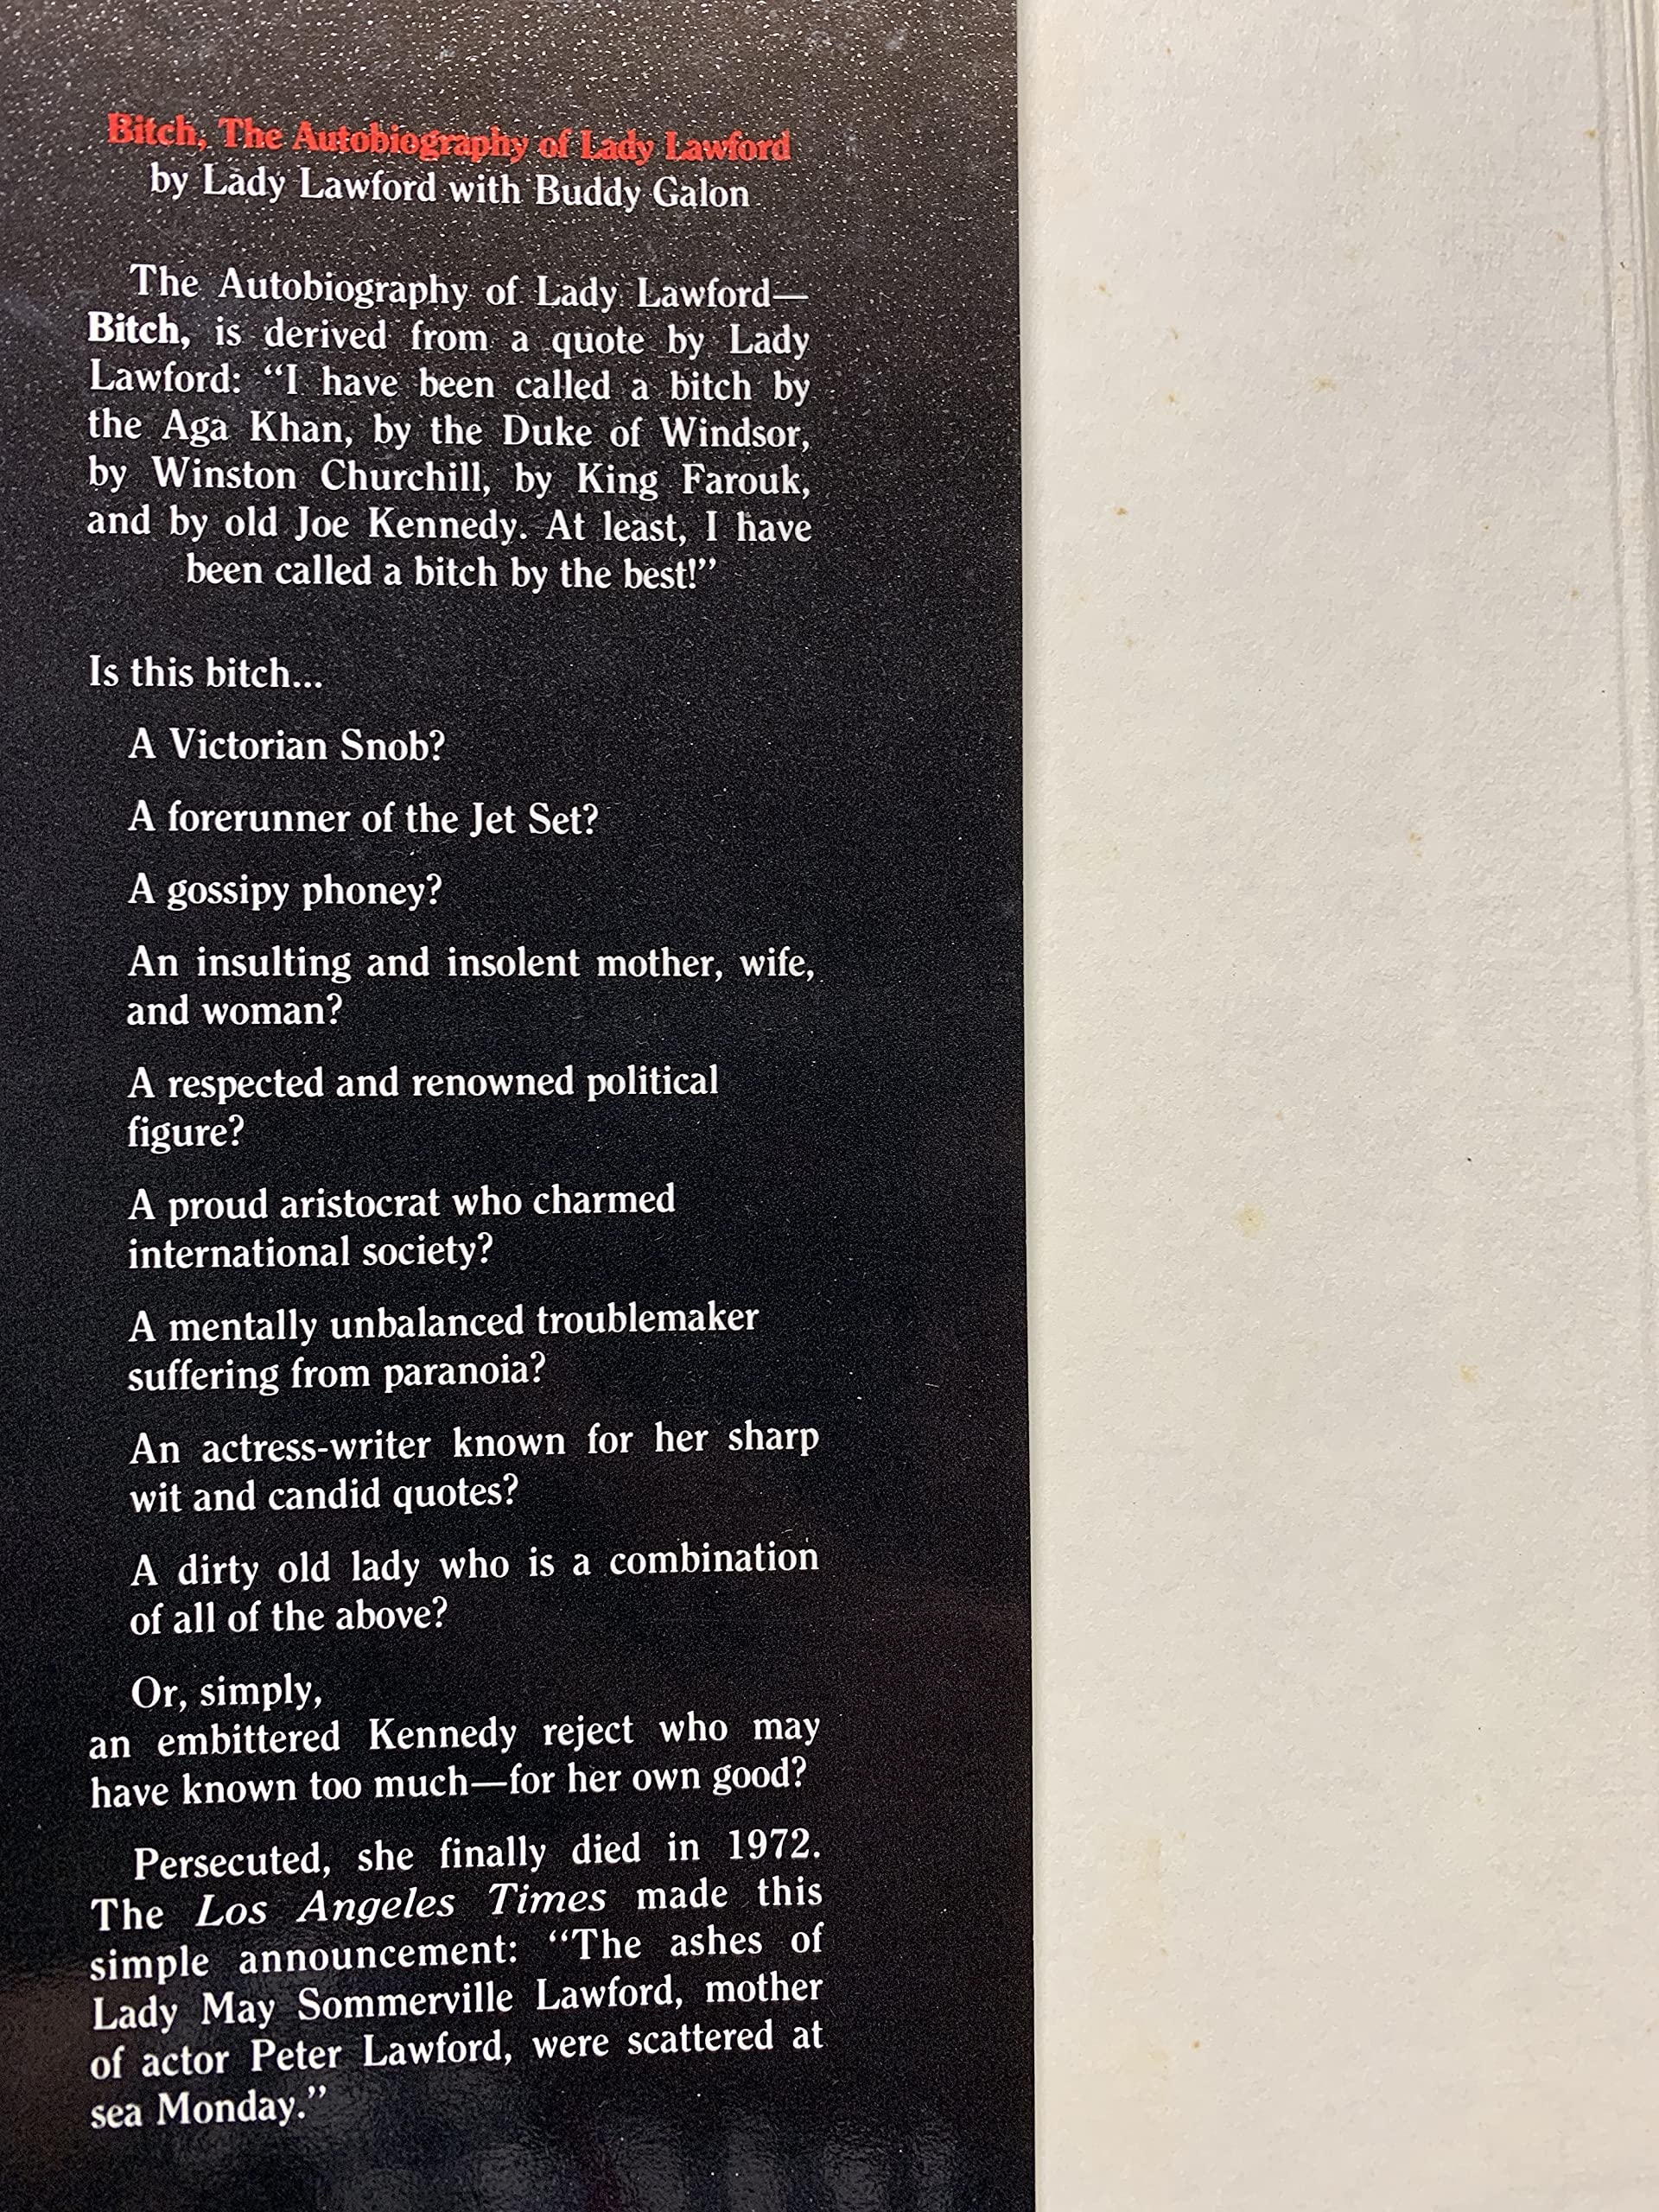 Bitch, The Autobiography of Lady Lawford
by Lady Lawford with Buddy Galon
The Autobiography of Lady Lawford—
Bitch, is derived from a quote by Lady
Lawford: “I have been called a bitch by
the Aga Khan, by the Duke of Windsor,
by Winston Churchill, by King Farouk,
and by old Joe Kennedy. At least, I have
been called a bitch by the best!”
Is this bitch...
A Victorian Snob?
A forerunner of the Jet Set?
A gossipy phoney?
An insulting and insolent mother, wife,
and woman?
A respected and renowned political
figure?
A proud aristocrat who charmed
international society?
A mentally unbalanced troublemaker
suffering from paranoia?
An actress-writer known for her sharp
wit and candid quotes?
A dirty old lady who is a combination
of all of the above?
Or, simply,
an embittered Kennedy reject who may
have known too much—for her own good?
Persecuted, she finally died in 1972.
The Los Angeles Times made this
simple announcement: “The ashes of
Lady May Sommerville Lawford, mother
of actor Peter Lawford, were scattered at
sea Monday.”